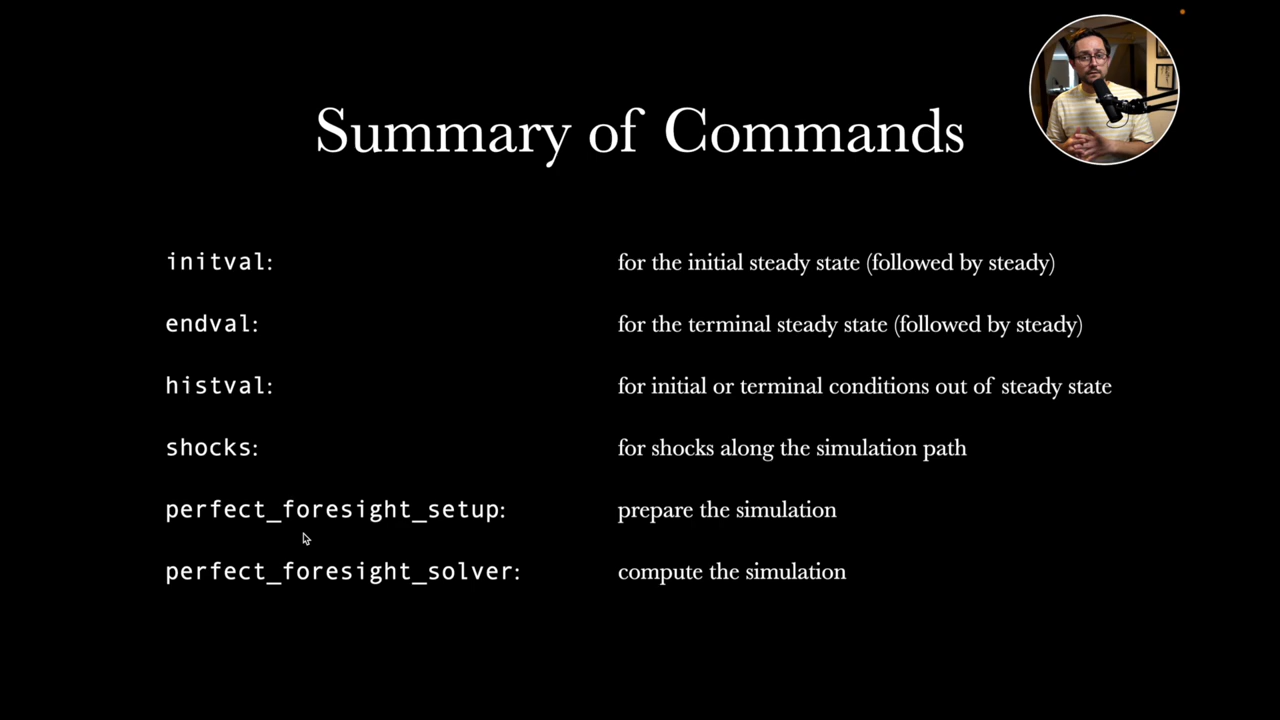 Summary of Commands
initval: for the initial steady state (followed by steady)
endval: for the terminal steady state (followed by steady)
histval: for initial or terminal conditions out of steady state
shocks: for shocks along the simulation path
perfect_foresight_setup: prepare the simulation
perfect_foresight_solver: compute the simulation